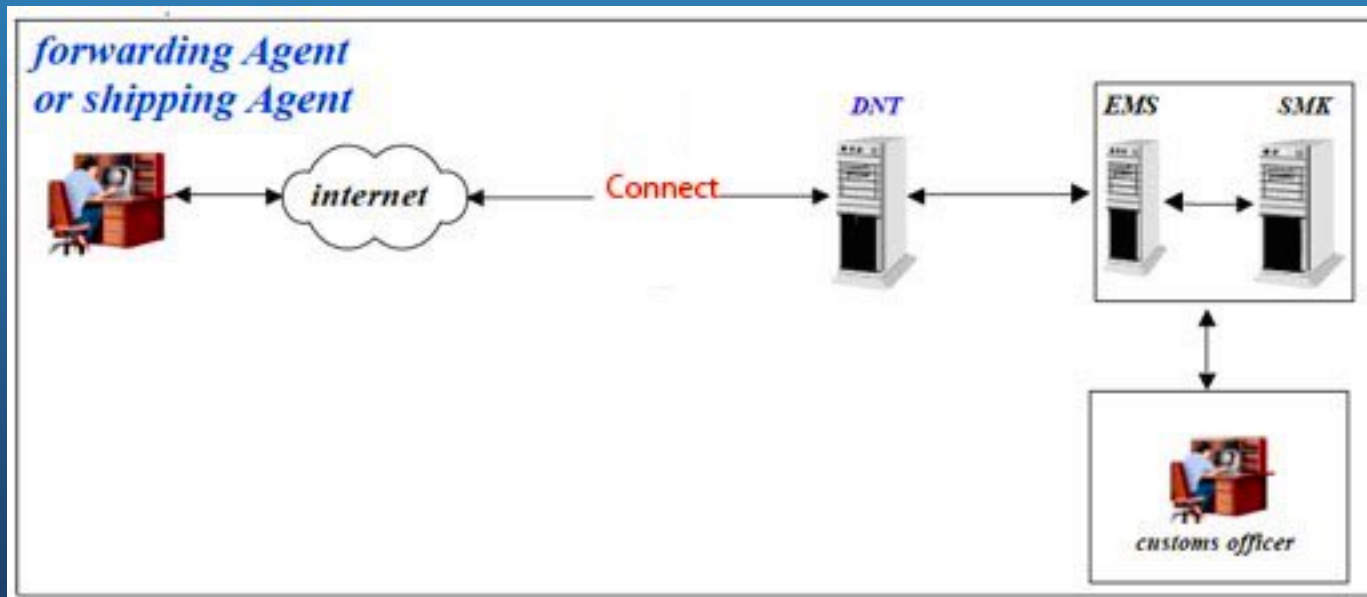 forwarding Agent
or shipping Agent
internet
Connect
DNT
EMS
SMK
customs officer